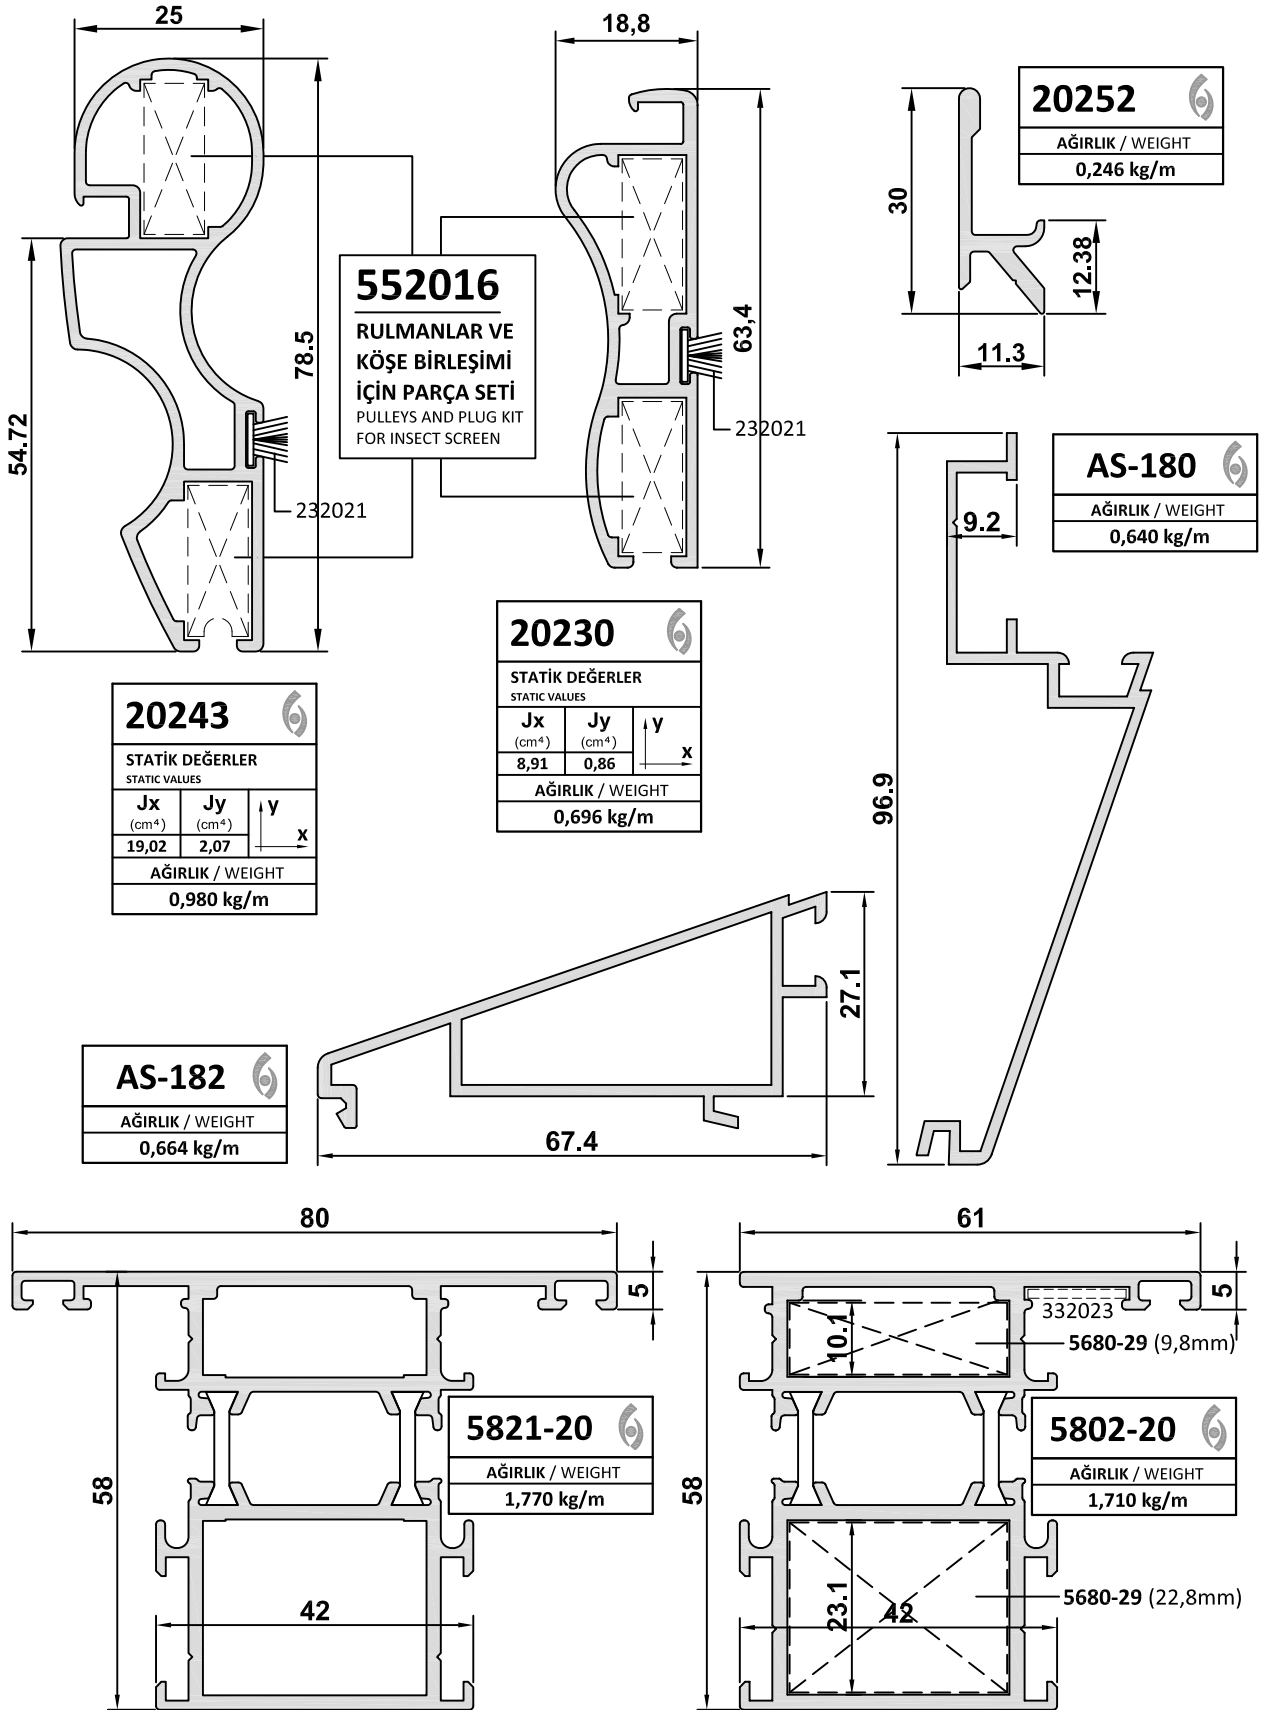 25
78.5
54.72
232021
18,8
63,4
232021
552016
RULMANLAR VE
KÖŞE BİRLEŞİMİ
İÇİN PARÇA SETİ
PULLEYS AND PLUG KIT
FOR INSECT SCREEN
20252
AĞIRLIK / WEIGHT
0,246 kg/m
30
12.38
11.3
AS-180
AĞIRLIK / WEIGHT
0,640 kg/m
9.2
96.9
20243
STATİK DEĞERLER
STATIC VALUES
Jx Jy y
(cm⁴) (cm⁴) x
19,02 2,07
AĞIRLIK / WEIGHT
0,980 kg/m
20230
STATİK DEĞERLER
STATIC VALUES
Jx Jy y
(cm⁴) (cm⁴) x
8,91 0,86
AĞIRLIK / WEIGHT
0,696 kg/m
AS-182
AĞIRLIK / WEIGHT
0,664 kg/m
27.1
67.4
80
5
58
42
5821-20
AĞIRLIK / WEIGHT
1,770 kg/m
61
5
332023
10.1
5680-29 (9,8mm)
58
5802-20
AĞIRLIK / WEIGHT
1,710 kg/m
23.1
42
5680-29 (22,8mm)